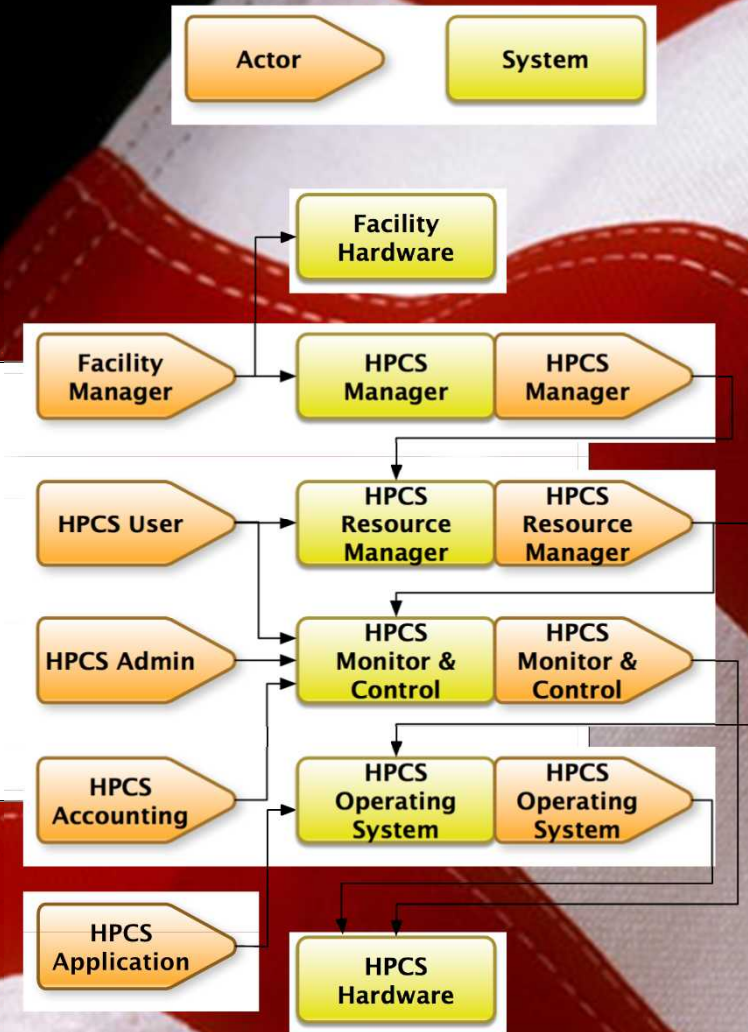 Actor
System
Facility
Hardware
Facility
Manager
HPCS
Manager
HPCS
Manager
HPCS User
HPCS
Resource
Manager
HPCS
Resource
Manager
HPCS Admin
HPCS
Monitor &
Control
HPCS
Monitor &
Control
HPCS
Accounting
HPCS
Operating
System
HPCS
Operating
System
HPCS
Application
HPCS
Hardware